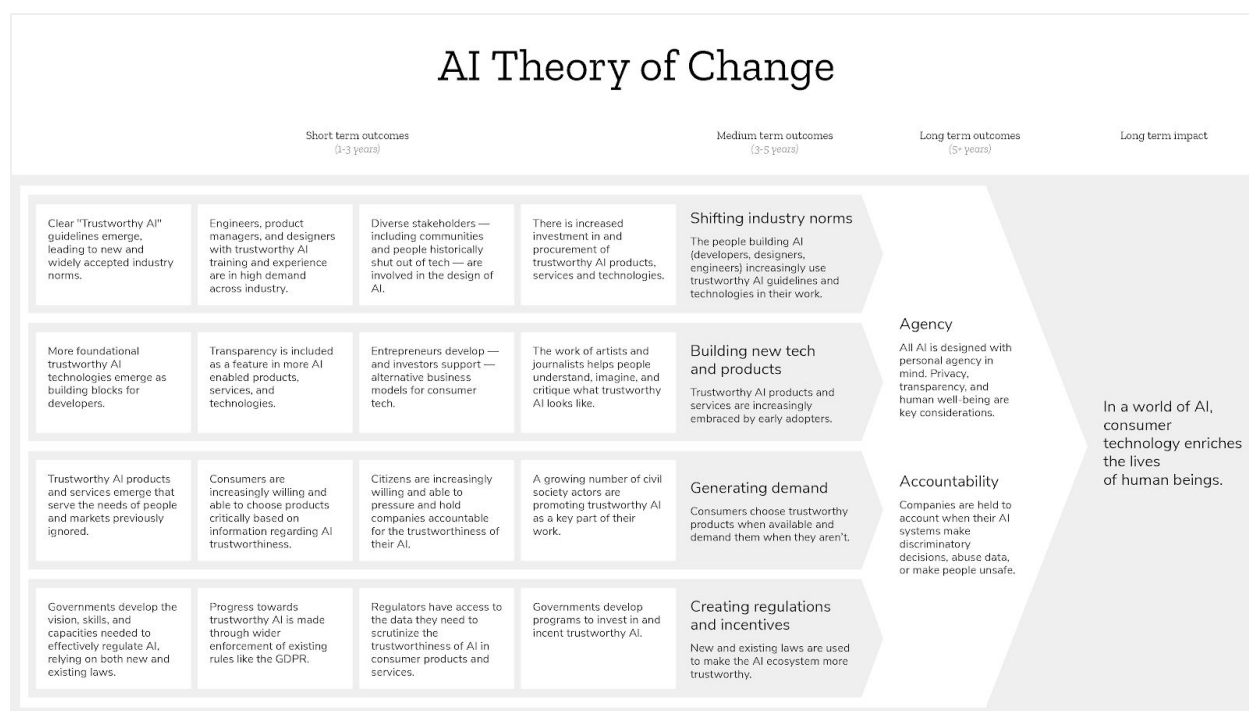 AI Theory of Change
Short term outcomes
(1-3 years)
Medium term outcomes
(3-5 years)
Long term outcomes
(5+ years)
Long term impact
Clear "Trustworthy AI"
guidelines emerge,
leading to new and
widely accepted industry
norms.
Engineers, product
managers, and designers
with trustworthy AI
training and experience
are in high demand
across industry.
Diverse stakeholders —
including communities
and people historically
shut out of tech — are
involved in the design of
AI.
There is increased
investment in and
procurement of
trustworthy AI products,
services and technologies.
Shifting industry norms
The people building AI
(developers, designers,
engineers) increasingly use
trustworthy AI guidelines and
technologies in their work.
More foundational
trustworthy AI
technologies emerge as
building blocks for
developers.
Transparency is included
as a feature in more AI
enabled products,
services, and
technologies.
Entrepreneurs develop —
and investors support —
alternative business
models for consumer
tech.
The work of artists and
journalists helps people
understand, imagine, and
critique what trustworthy
AI looks like.
Building new tech
and products
Trustworthy AI products and
services are increasingly
embraced by early adopters.
Trustworthy AI products
and services emerge that
serve the needs of people
and markets previously
ignored.
Consumers are
increasingly willing and
able to choose products
critically based on
information regarding AI
trustworthiness.
Citizens are increasingly
willing and able to
pressure and hold
companies accountable
for the trustworthiness of
their AI.
A growing number of civil
society actors are
promoting trustworthy AI
as a key part of their
work.
Generating demand
Consumers choose trustworthy
products when available and
demand them when they aren't.
Governments develop the
vision, skills, and
capacities needed to
effectively regulate AI,
relying on both new and
existing laws.
Progress towards
trustworthy AI is made
through wider
enforcement of existing
rules like the GDPR.
Regulators have access to
the data they need to
scrutinize the
trustworthiness of AI in
consumer products and
services.
Governments develop
programs to invest in and
incent trustworthy AI.
Creating regulations
and incentives
New and existing laws are used
to make the AI ecosystem more
trustworthy.
Agency
All AI is designed with
personal agency in
mind. Privacy,
transparency, and
human well-being are
key considerations.
Accountability
Companies are held to
account when their AI
systems make
discriminatory
decisions, abuse data,
or make people unsafe.
In a world of AI,
consumer
technology enriches
the lives
of human beings.